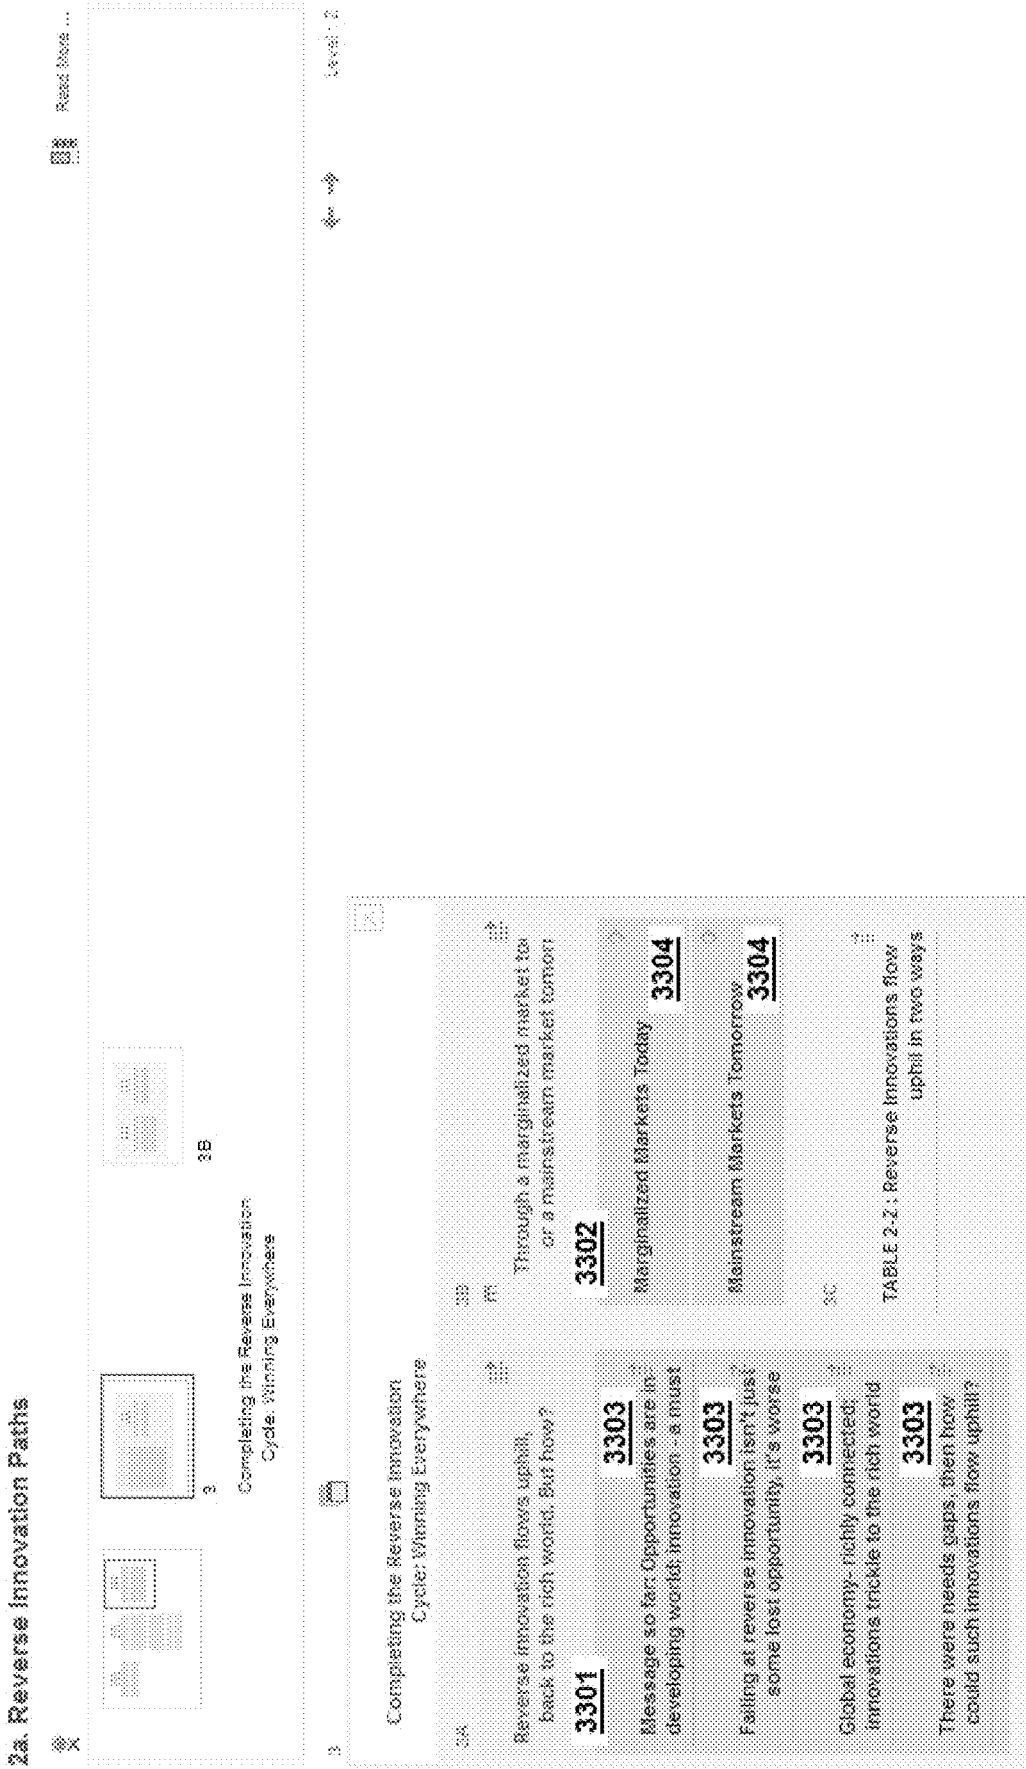 2a. Reverse Innovation Paths
Read More ...
3
3B
Completing the Reverse Innovation
Cycle: Winning Everywhere
3
Level : 2
Completing the Reverse Innovation
Cycle: Winning Everywhere
3A
Reverse innovation flows uphill,
back to the rich world. But how?
3301
3303
Message so far: Opportunities are in
developing world: innovation - a must
3303
Failing at reverse innovation isn't just
some lost opportunity, it's worse
3303
Global economy- richly connected;
innovations trickle to the rich world
3303
There were needs gaps, then how
could such innovations flow uphill?
3B
m
Through a marginalized market to
or a mainstream market tomorr
3302
Marginalized Markets Today
3304
Mainstream Markets Tomorrow
3304
3C
TABLE 2-2 : Reverse Innovations flow
uphil in two ways